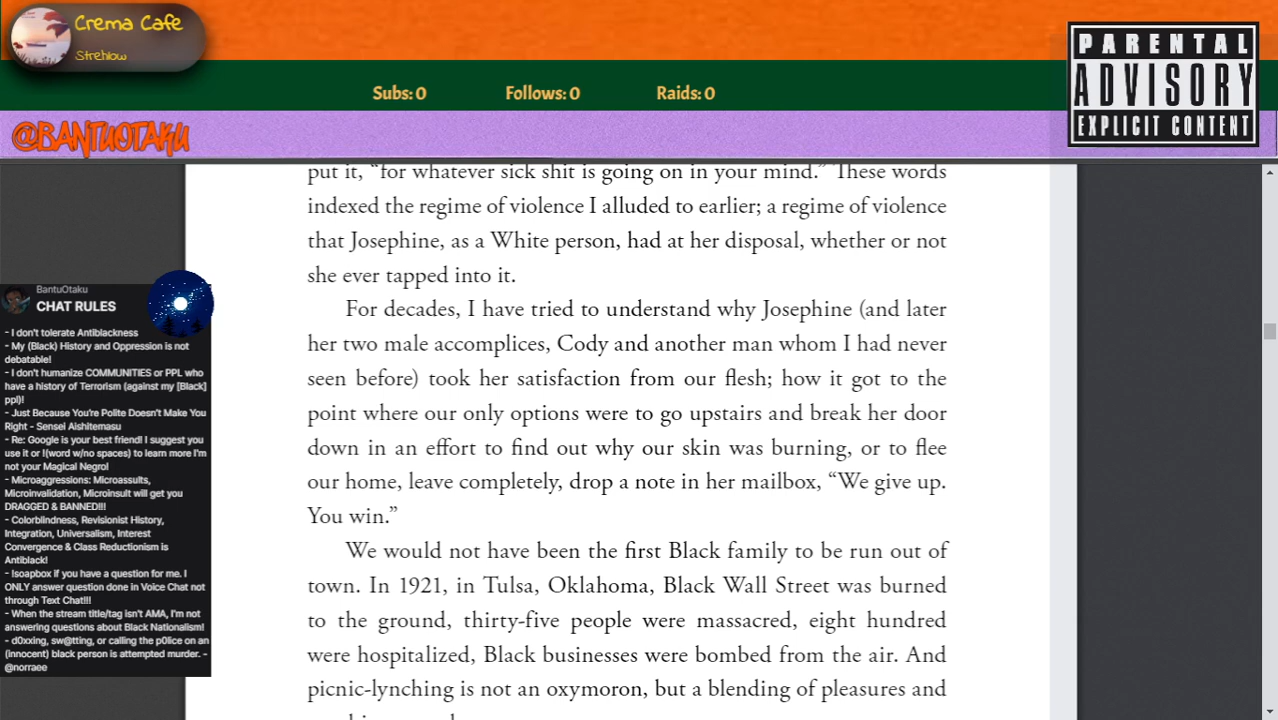 Crema Cafe
Strehlow
PARENTAL
ADVISORY
EXPLICIT CONTENT
Subs: 0
Follows: 0
Raids: 0
@BANTUOTAKU
put it, “for whatever sick shit is going on in your mind.” These words
indexed the regime of violence I alluded to earlier; a regime of violence
that Josephine, as a White person, had at her disposal, whether or not
she ever tapped into it.
For decades, I have tried to understand why Josephine (and later
her two male accomplices, Cody and another man whom I had never
seen before) took her satisfaction from our flesh; how it got to the
point where our only options were to go upstairs and break her door
down in an effort to find out why our skin was burning, or to flee
our home, leave completely, drop a note in her mailbox, “We give up.
You win.”
We would not have been the first Black family to be run out of
town. In 1921, in Tulsa, Oklahoma, Black Wall Street was burned
to the ground, thirty-five people were massacred, eight hundred
were hospitalized, Black businesses were bombed from the air. And
picnic-lynching is not an oxymoron, but a blending of pleasures and
BantuOtaku
CHAT RULES
- I don't tolerate Antiblackness
- My (Black) History and Oppression is not
debatable!
- I don't humanize COMMUNITIES or PPL who
have a history of Terrorism (against my [Black]
ppl)!
- Just Because You're Polite Doesn't Make You
Right - Sensei Aishitemasu
- Re: Google is your best friend! I suggest you
use it or !(word w/no spaces) to learn more I'm
not your Magical Negro!
- Microaggressions: Microassults,
Microinvalidation, Microinsult will get you
DRAGGED & BANNED!!!
- Colorblindness, Revisionist History,
Integration, Universalism, Interest
Convergence & Class Reductionism is
Antiblack!
- !soapbox if you have a question for me. I
ONLY answer question done in Voice Chat not
through Text Chat!!!
- When the stream title/tag isn't AMA, I'm not
answering questions about Black Nationalism!
- d0xxing, sw@tting, or calling the p0lice on an
(innocent) black person is attempted murder. -
@norraee